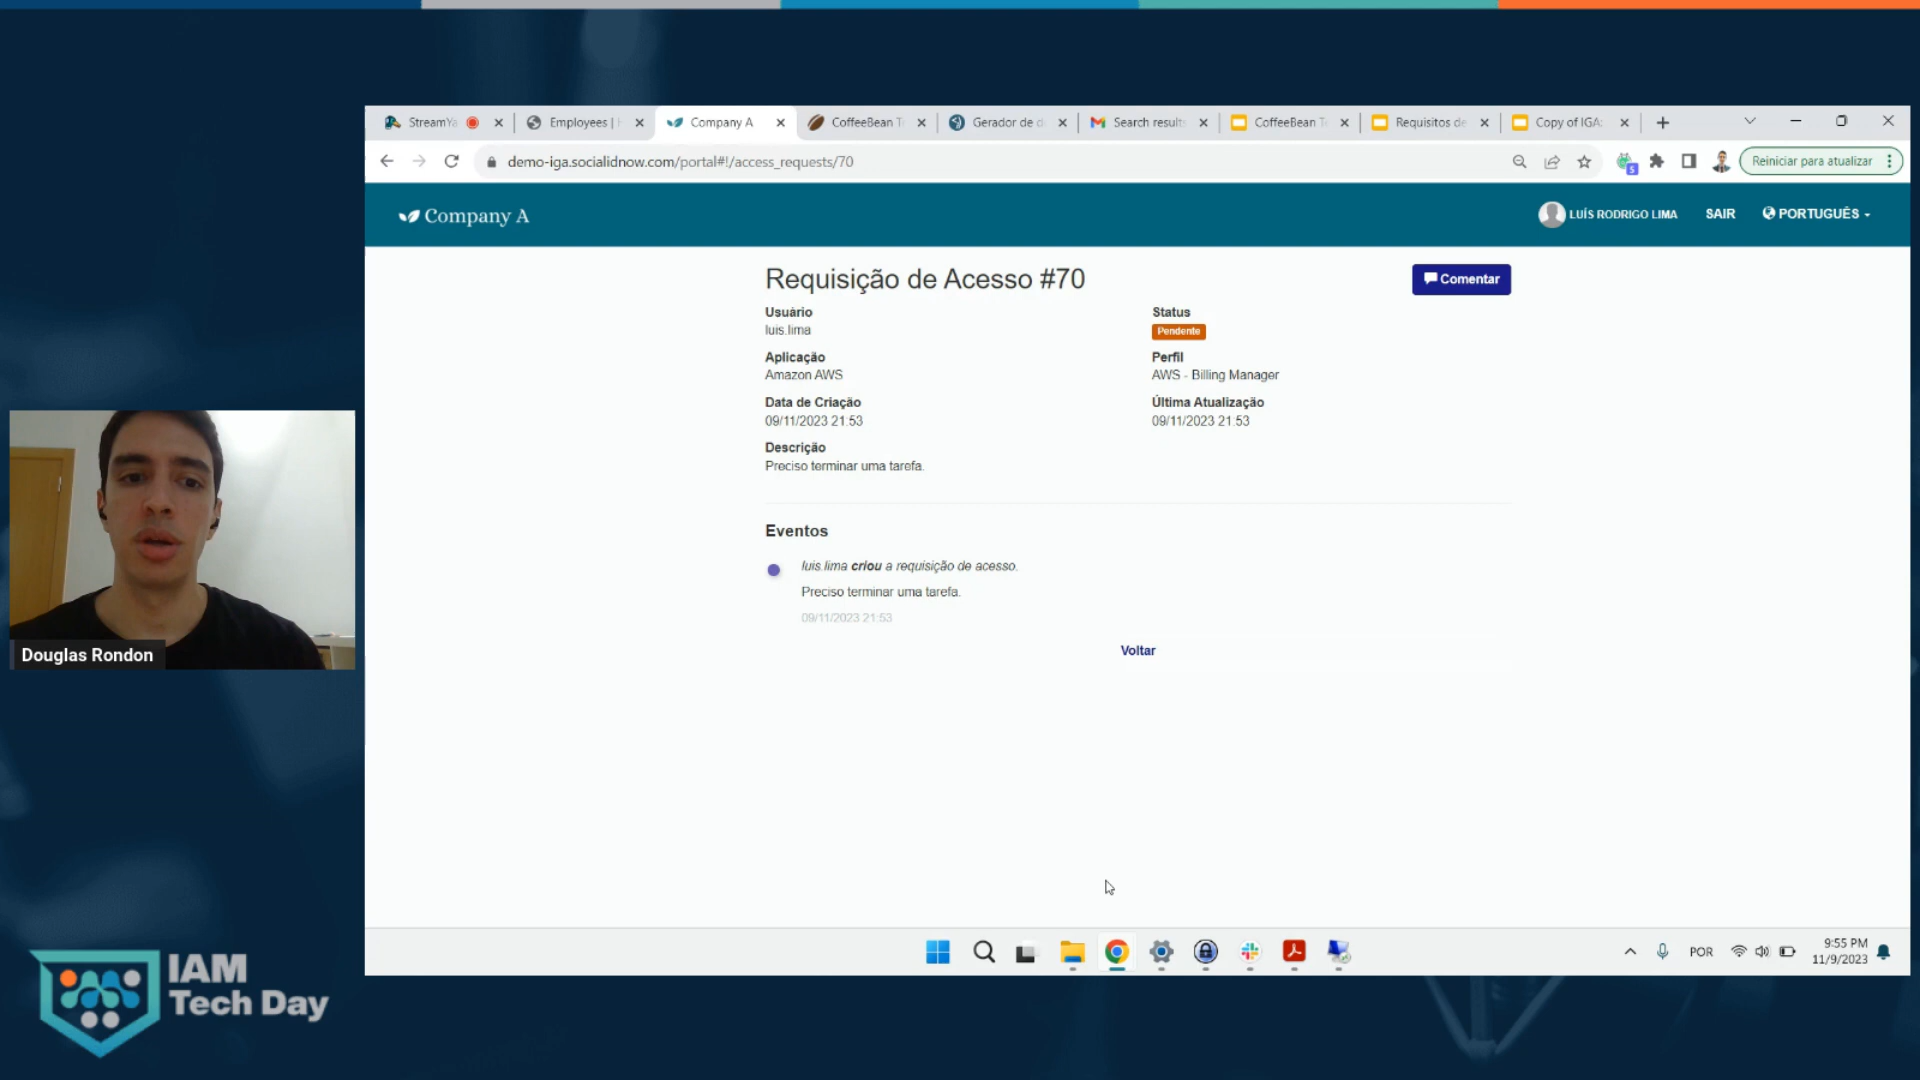 StreamYa
Employees |
Company A
CoffeeBean T
Gerador de d
Search results
CoffeeBean T
Requisitos de
Copy of IGA:
demo-iga.socialidnow.com/portal#!/access_requests/70
5
Reiniciar para atualizar
Company A
LUÍS RODRIGO LIMA
SAIR
PORTUGUÊS
Requisição de Acesso #70
Comentar
Usuário
luis.lima
Status
Pendente
Aplicação
Amazon AWS
Perfil
AWS - Billing Manager
Data de Criação
09/11/2023 21:53
Última Atualização
09/11/2023 21:53
Descrição
Preciso terminar uma tarefa.
Eventos
luis.lima criou a requisição de acesso.
Preciso terminar uma tarefa.
09/11/2023 21:53
Voltar
Douglas Rondon
POR
9:55 PM
11/9/2023
IAM
Tech Day